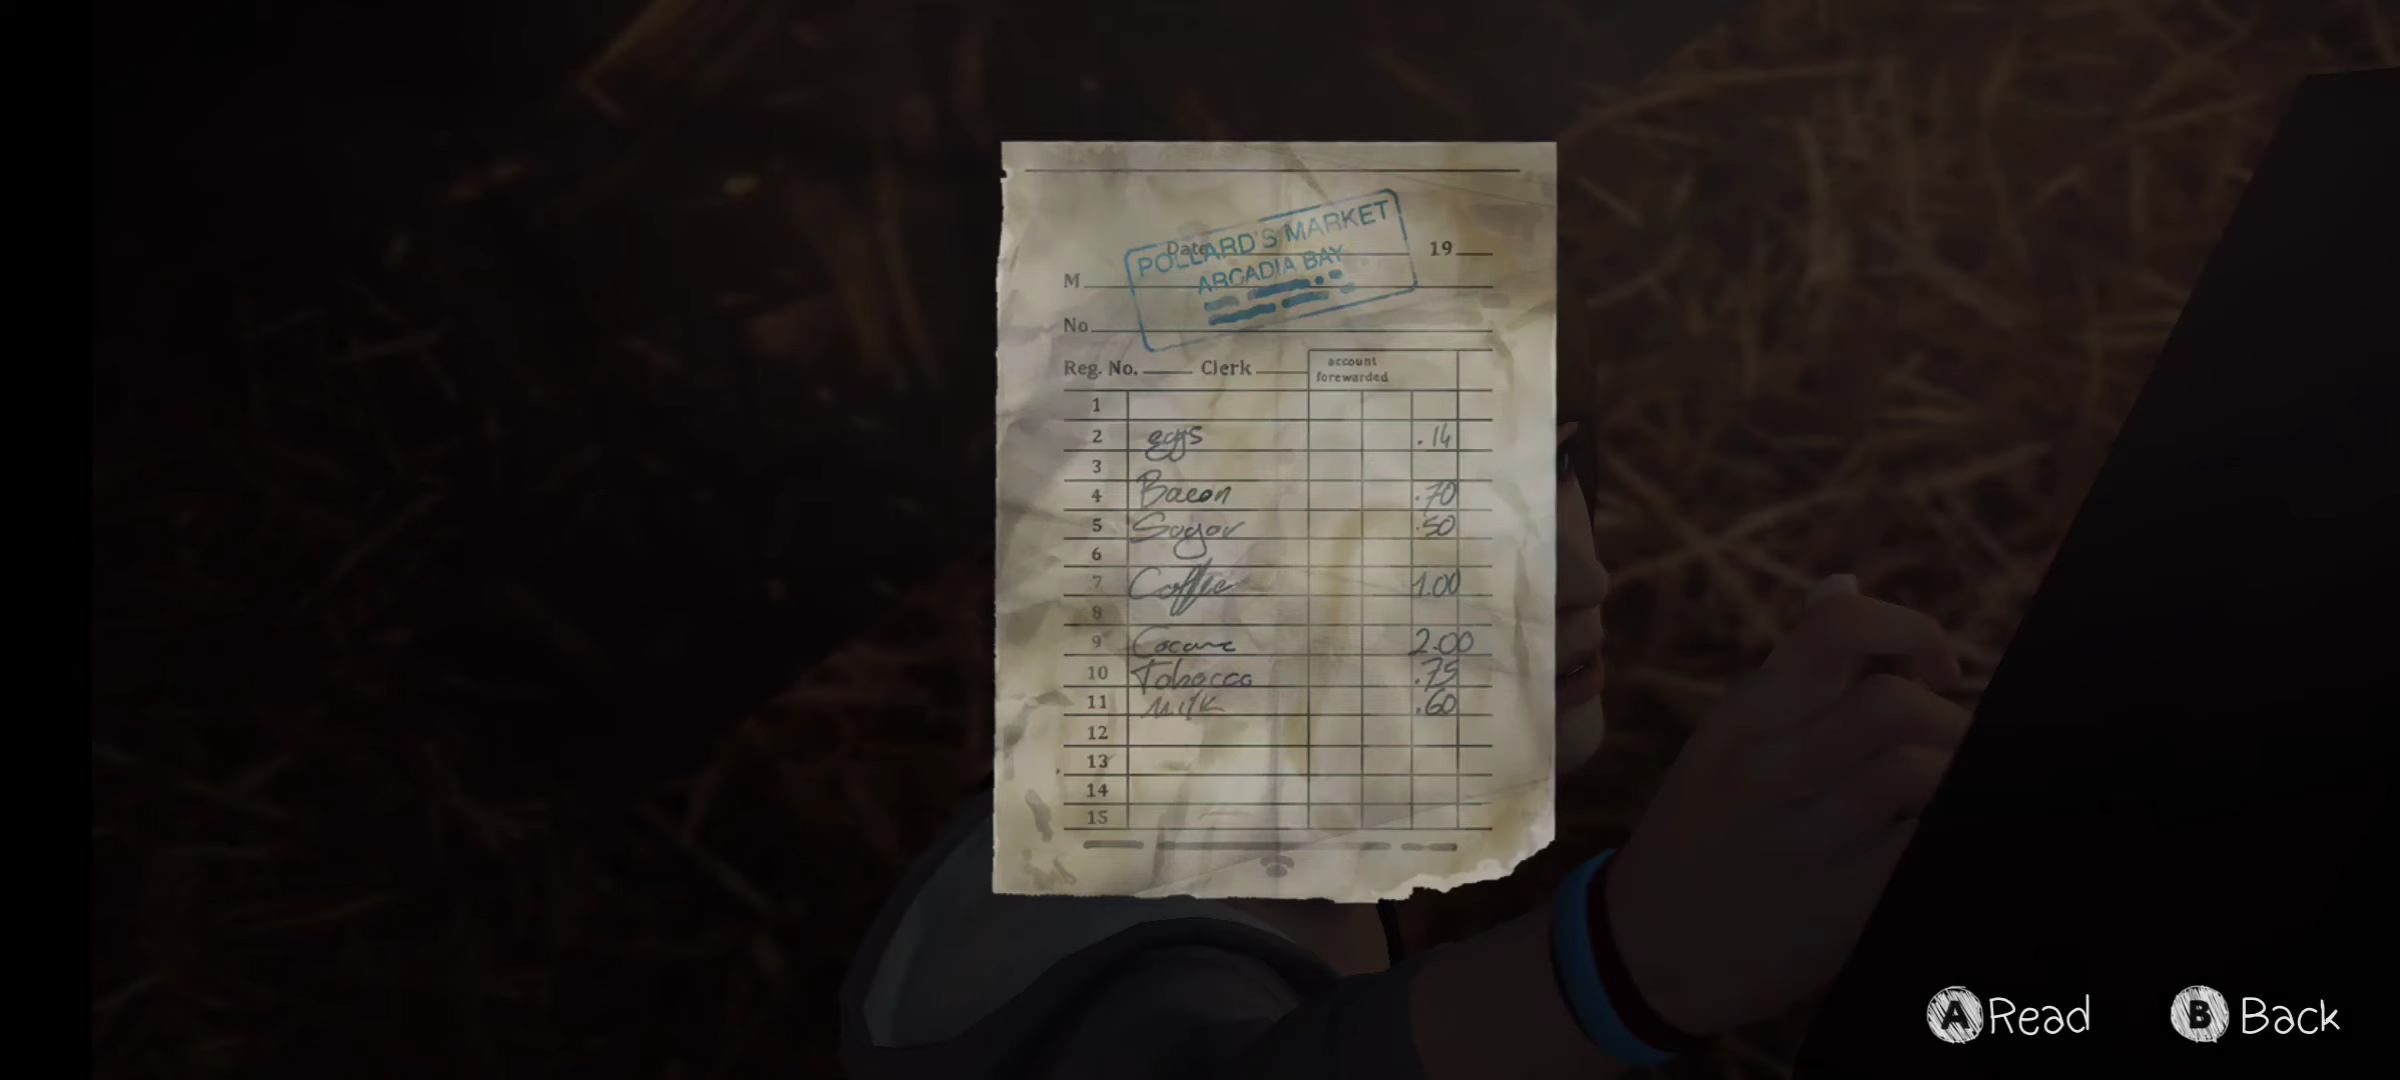 POLLARD'S MARKET
ARCADIA BAY
Date 19
M
No
Reg. No. Clerk account forewarded
1
2 eggs .14
3
4 Bacon .70
5 Sugar .50
6
7 Coffee 1.00
8
9 2.00
10 Tobacco .75
11 Milk .60
12
13
14
15
A Read B Back